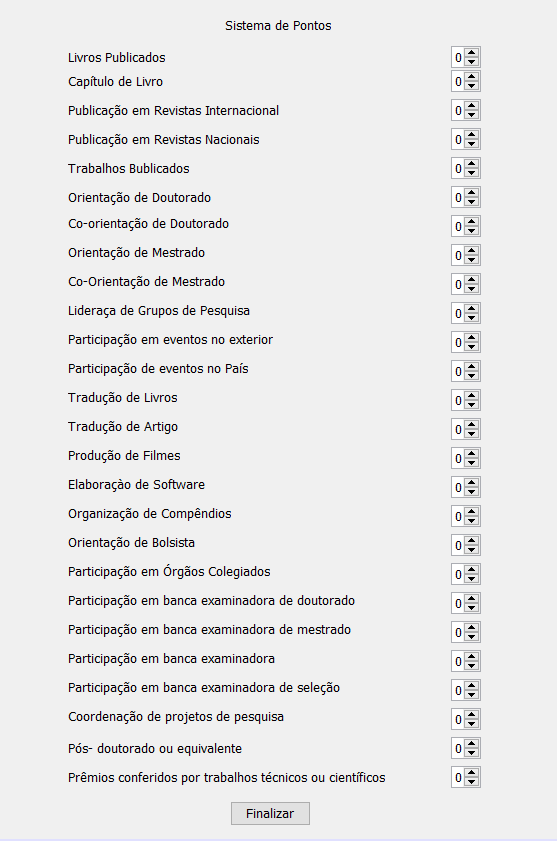 Sistema de Pontos
Livros Publicados 0
Capítulo de Livro 0
Publicação em Revistas Internacional 0
Publicação em Revistas Nacionais 0
Trabalhos Bublicados 0
Orientação de Doutorado 0
Co-orientação de Doutorado 0
Orientação de Mestrado 0
Co-Orientação de Mestrado 0
Lideraça de Grupos de Pesquisa 0
Participação em eventos no exterior 0
Participação de eventos no País 0
Tradução de Livros 0
Tradução de Artigo 0
Produção de Filmes 0
Elaboraçào de Software 0
Organização de Compêndios 0
Orientação de Bolsista 0
Participação em Órgãos Colegiados 0
Participação em banca examinadora de doutorado 0
Participação em banca examinadora de mestrado 0
Participação em banca examinadora 0
Participação em banca examinadora de seleção 0
Coordenação de projetos de pesquisa 0
Pós- doutorado ou equivalente 0
Prêmios conferidos por trabalhos técnicos ou científicos 0
Finalizar